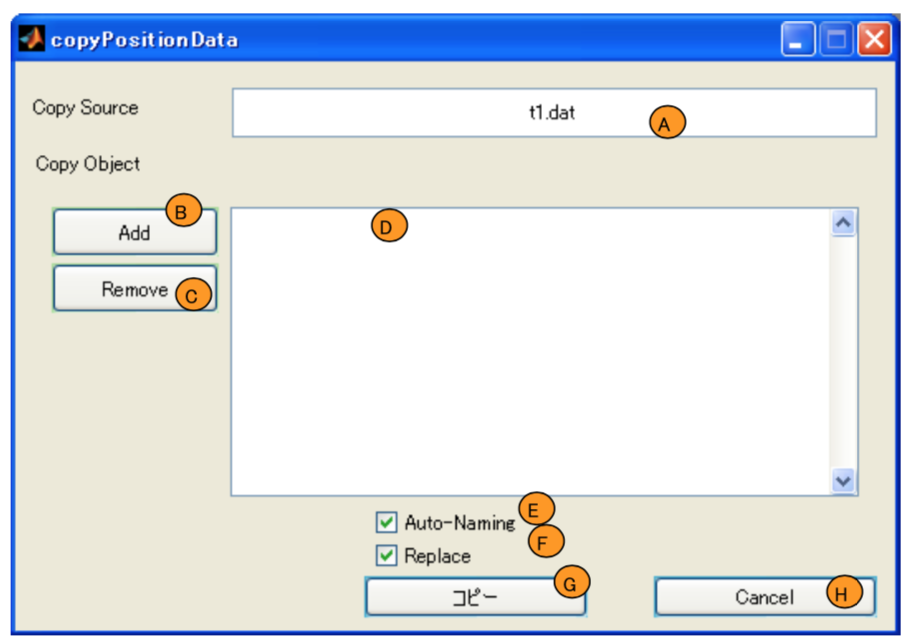 copyPositionData
Copy Source
t1.dat
A
Copy Object
B
Add
D
Remove
C
E
Auto-Naming
F
Replace
コピー
G
Cancel
H